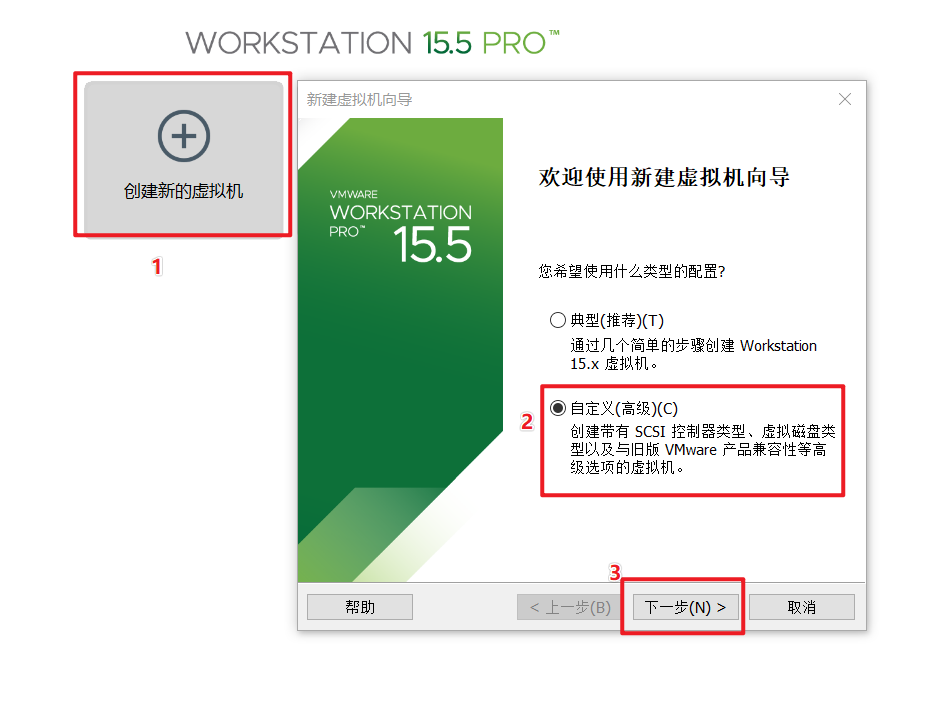 WORKSTATION 15.5 PRO™
创建新的虚拟机
1
新建虚拟机向导
VMWARE
WORKSTATION
PRO™ 15.5
欢迎使用新建虚拟机向导
您希望使用什么类型的配置?
典型(推荐)(T)
通过几个简单的步骤创建 Workstation
15.x 虚拟机。
2
自定义(高级)(C)
创建带有 SCSI 控制器类型、虚拟磁盘类
型以及与旧版 VMware 产品兼容性等高
级选项的虚拟机。
3
帮助
< 上一步(B)
下一步(N) >
取消